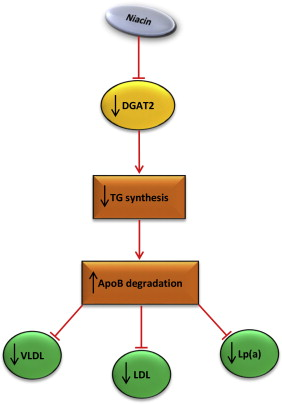 Niacin
↓ DGAT2
↓ TG synthesis
↑ ApoB degradation
↓ VLDL
↓ LDL
↓ Lp(a)